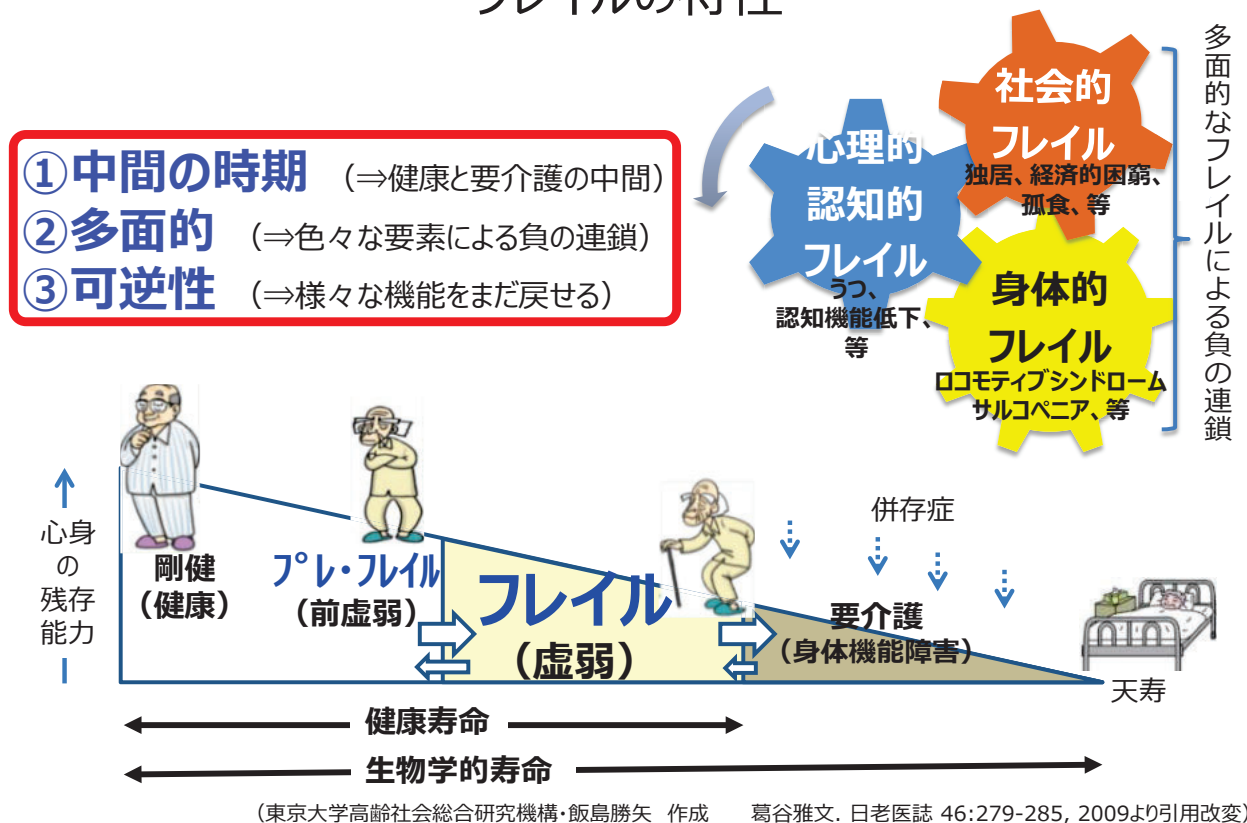 フレイルの特性
①中間の時期 (⇒健康と要介護の中間)
②多面的 (⇒色々な要素による負の連鎖)
③可逆性 (⇒様々な機能をまだ戻せる)
社会的
フレイル
独居、経済的困窮、
孤食、等
心理的
認知的
フレイル
うつ、
認知機能低下、
等
身体的
フレイル
ロコモティブシンドローム
サルコペニア、等
多面的なフレイルによる負の連鎖
心身
の
残存
能力
剛健
(健康)
プレ・フレイル
(前虚弱)
フレイル
(虚弱)
併存症
要介護
(身体機能障害)
天寿
健康寿命
生物学的寿命
(東京大学高齢社会総合研究機構・飯島勝矢 作成 葛谷雅文. 日老医誌 46:279-285, 2009より引用改変)